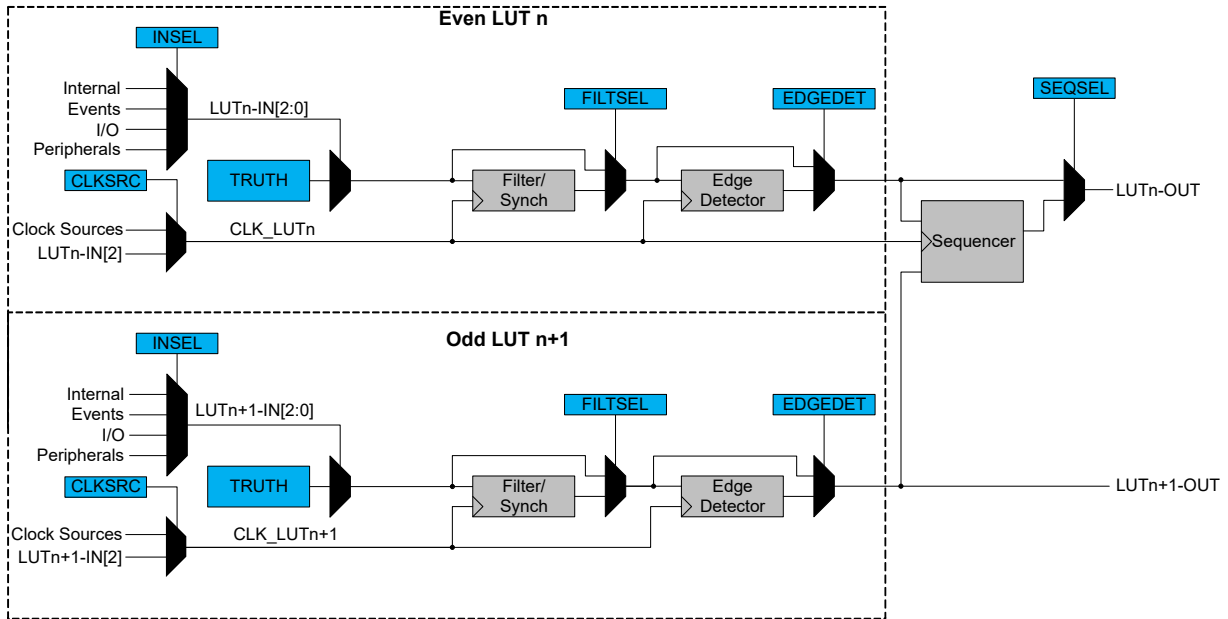 Even LUT n
INSEL
Internal
Events
I/O
Peripherals
LUTn-IN[2:0]
FILTSEL
EDGEDET
SEQSEL
CLKSRC
TRUTH
Filter/
Synch
Edge
Detector
LUTn-OUT
Clock Sources
LUTn-IN[2]
CLK_LUTn
Sequencer
Odd LUT n+1
INSEL
Internal
Events
I/O
Peripherals
LUTn+1-IN[2:0]
FILTSEL
EDGEDET
CLKSRC
TRUTH
Filter/
Synch
Edge
Detector
LUTn+1-OUT
Clock Sources
LUTn+1-IN[2]
CLK_LUTn+1